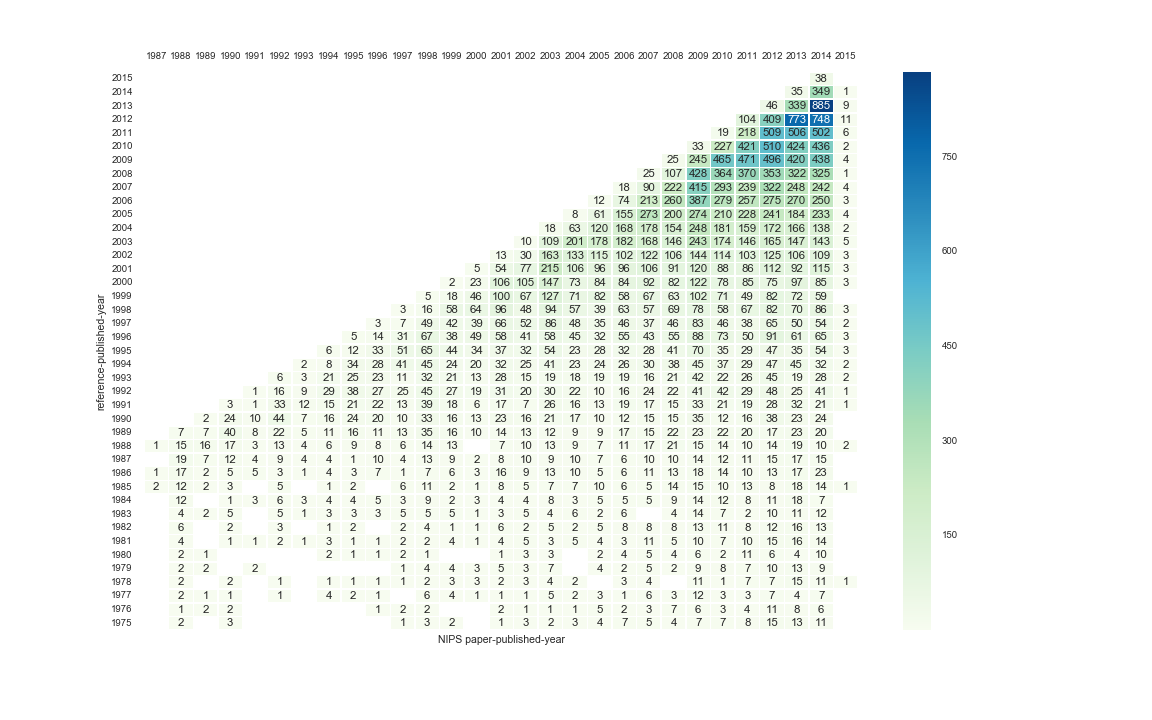 1987 1988 1989 1990 1991 1992 1993 1994 1995 1996 1997 1998 1999 2000 2001 2002 2003 2004 2005 2006 2007 2008 2009 2010 2011 2012 2013 2014 2015
2015 38
2014 35 349 1
2013 46 339 885 9
2012 104 409 773 748 11
2011 19 218 509 506 502 6
2010 33 227 421 510 424 436 2
2009 25 245 465 471 496 420 438 4
2008 25 107 428 364 370 353 322 325 1
2007 18 90 222 415 293 239 322 248 242 4
2006 12 74 213 260 387 279 257 275 270 250 3
2005 8 61 155 273 200 274 210 228 241 184 233 4
2004 18 63 120 168 178 154 248 181 159 172 166 138 2
2003 10 109 201 178 182 168 146 243 174 146 165 147 143 5
2002 13 30 163 133 115 102 122 106 144 114 103 125 106 109 3
2001 5 54 77 215 106 96 96 106 91 120 88 86 112 92 115 3
2000 2 23 106 105 147 73 84 84 92 82 122 78 85 75 97 85 3
1999 5 18 46 100 67 127 71 82 58 67 63 102 71 49 82 72 59
1998 3 16 58 64 96 48 94 57 39 63 57 69 78 58 67 82 70 86 3
1997 3 7 49 42 39 66 52 86 48 35 46 37 46 83 46 38 65 50 54 2
1996 5 14 31 67 38 49 58 41 58 45 32 55 43 55 88 73 50 91 61 65 3
1995 6 12 33 51 65 44 34 37 32 54 23 28 32 28 41 70 35 29 47 35 54 3
1994 2 8 34 28 41 45 24 20 32 25 41 23 24 26 30 38 45 37 29 47 45 32 2
1993 6 3 21 25 23 11 32 21 13 28 15 19 18 19 19 16 21 42 22 26 45 19 28 2
1992 1 16 9 29 38 27 25 45 27 19 31 20 30 22 10 16 24 22 41 42 29 48 25 41 1
1991 3 1 33 12 15 21 22 13 39 18 6 17 7 26 16 13 19 17 15 33 21 19 28 32 21 1
1990 2 24 10 44 7 16 24 20 10 33 16 13 23 16 21 17 10 12 15 15 35 12 16 38 23 24
1989 7 7 40 8 22 5 11 16 11 13 35 16 10 14 13 12 9 9 17 15 22 23 22 20 17 23 20
1988 1 15 16 17 3 13 4 6 9 8 6 14 13 7 10 13 9 7 11 17 21 15 14 10 14 19 10 2
1987 19 7 12 4 9 4 4 1 10 4 13 9 2 8 10 9 10 7 6 10 10 14 12 11 15 17 15
1986 1 17 2 5 5 3 1 4 3 7 1 7 6 3 16 9 13 10 5 6 11 13 18 14 10 13 17 23
1985 2 12 2 3 5 1 2 6 11 2 1 8 5 7 7 10 6 5 14 15 10 13 8 18 14 1
1984 12 1 3 6 3 4 4 5 3 9 2 3 4 4 8 3 5 5 5 9 14 12 8 11 18 7
1983 4 2 5 5 1 3 3 3 5 5 5 1 3 5 4 6 2 6 4 14 7 2 10 11 12
1982 6 2 3 1 2 2 4 1 1 6 2 5 2 5 8 8 8 13 11 8 12 16 13
1981 4 1 1 2 1 3 1 1 2 2 4 1 4 5 3 5 4 3 11 5 10 7 10 15 16 14
1980 2 1 2 1 1 2 1 1 3 3 2 4 5 4 6 2 11 6 4 10
1979 2 2 2 1 4 4 3 5 3 7 4 2 5 2 9 8 7 10 13 9
1978 2 2 1 1 1 1 1 2 3 3 2 3 4 2 3 4 11 1 7 7 15 11 1
1977 2 1 1 1 4 2 1 6 4 1 1 1 5 2 3 1 6 3 12 3 3 7 4 7
1976 1 2 2 1 2 2 2 1 1 1 5 2 3 7 6 3 4 11 8 6
1975 2 3 1 3 2 1 3 2 3 4 7 5 4 7 7 8 15 13 11
NIPS paper-published-year
reference-published-year
750
600
450
300
150